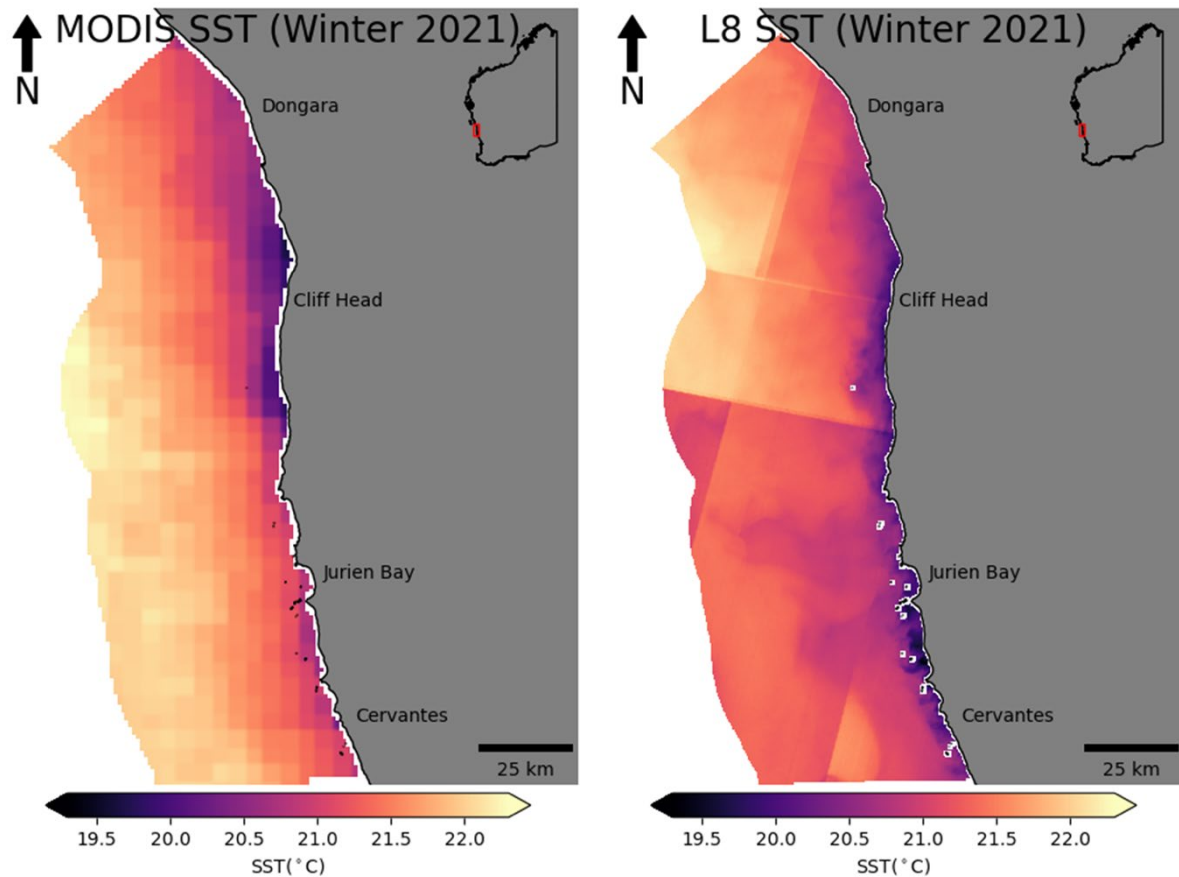 MODIS SST (Winter 2021)
N
Dongara
Cliff Head
Jurien Bay
Cervantes
25 km
19.5 20.0 20.5 21.0 21.5 22.0
SST(°C)
L8 SST (Winter 2021)
N
Dongara
Cliff Head
Jurien Bay
Cervantes
25 km
19.5 20.0 20.5 21.0 21.5 22.0
SST(°C)